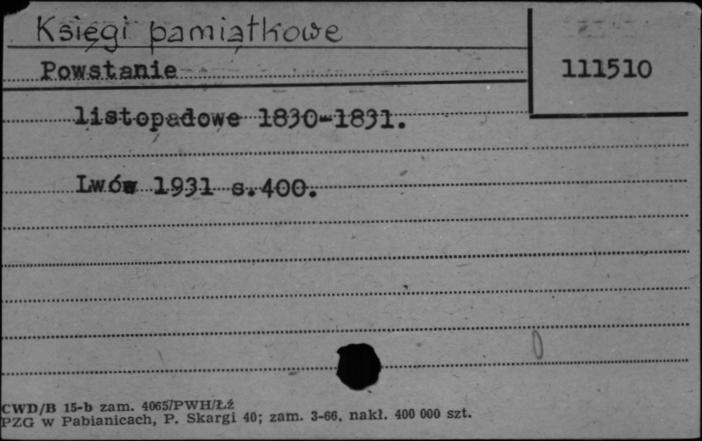 Księgi pamiątkowe
Powstanie
111510
listopadowe 1830-1831.
Lwów 1931 s.400.
CWD/B 15-b zam. 4065/PWH/Łź
PZG w Pabianicach, P. Skargi 40; zam. 3-66, nakł. 400 000 szt.